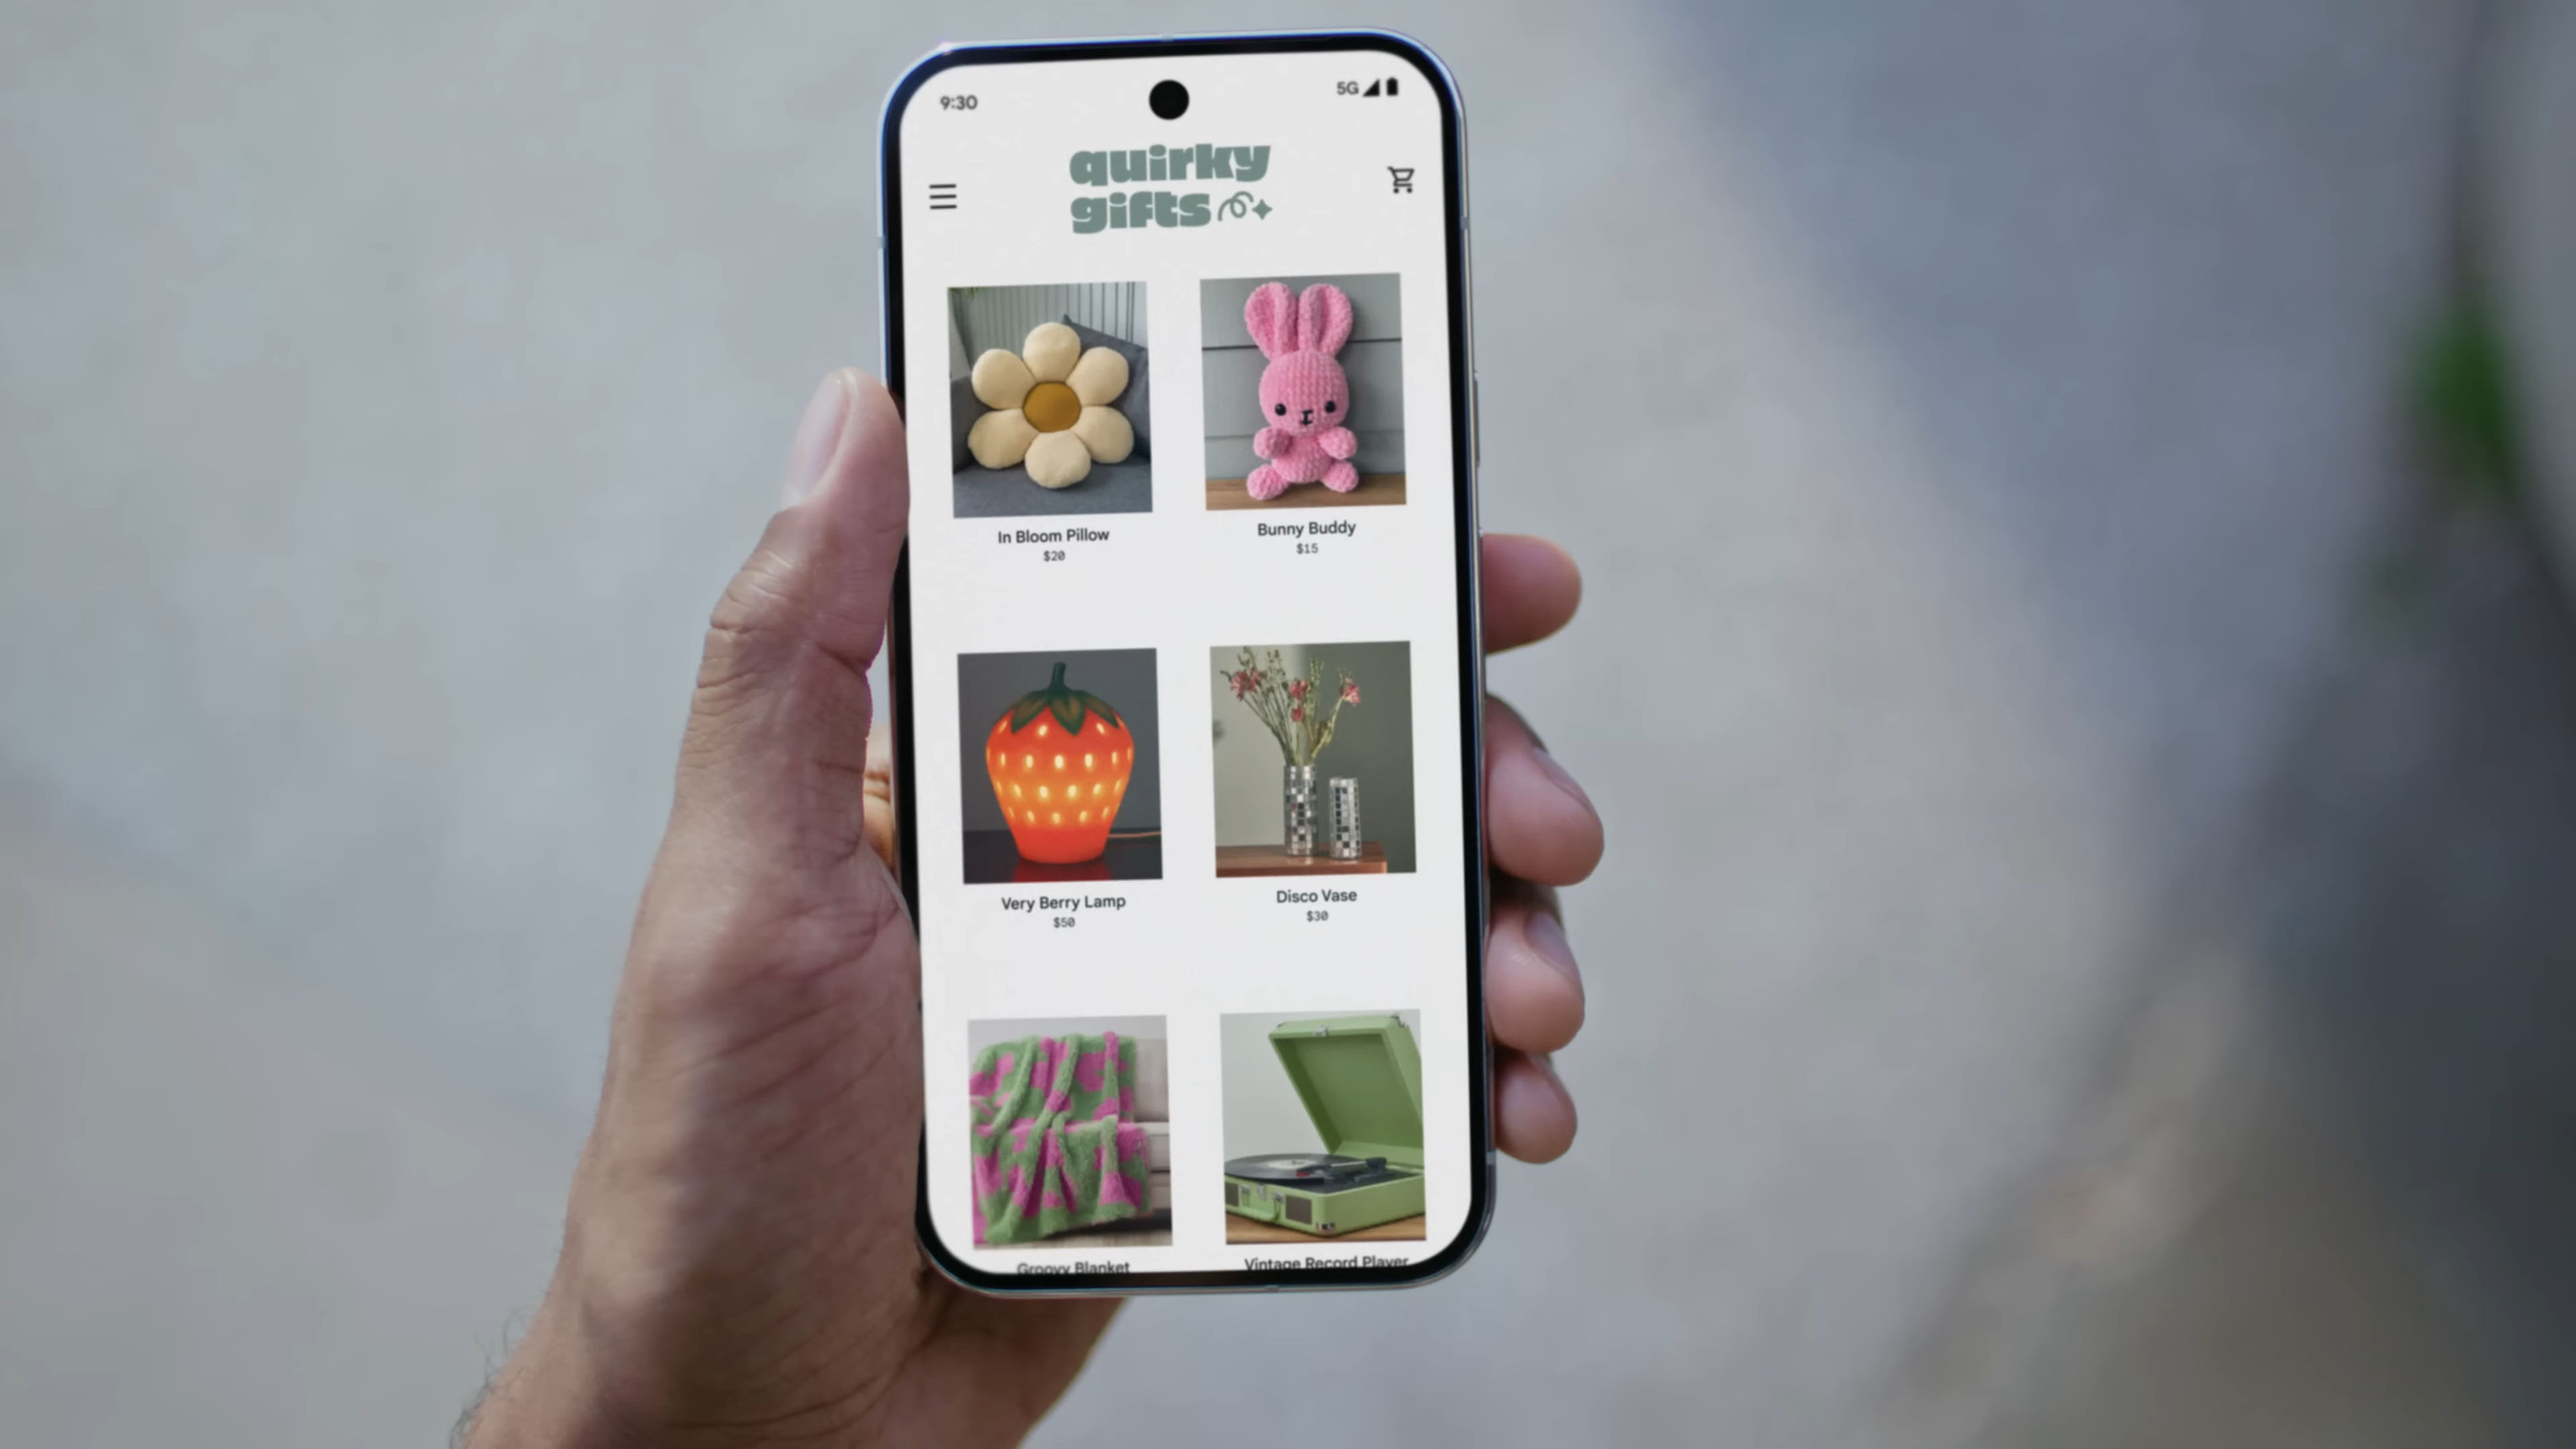 9:30
5G
quirky
gifts
In Bloom Pillow
$20
Bunny Buddy
$15
Very Berry Lamp
$50
Disco Vase
$30
Groovy Blanket
Vintage Record Player